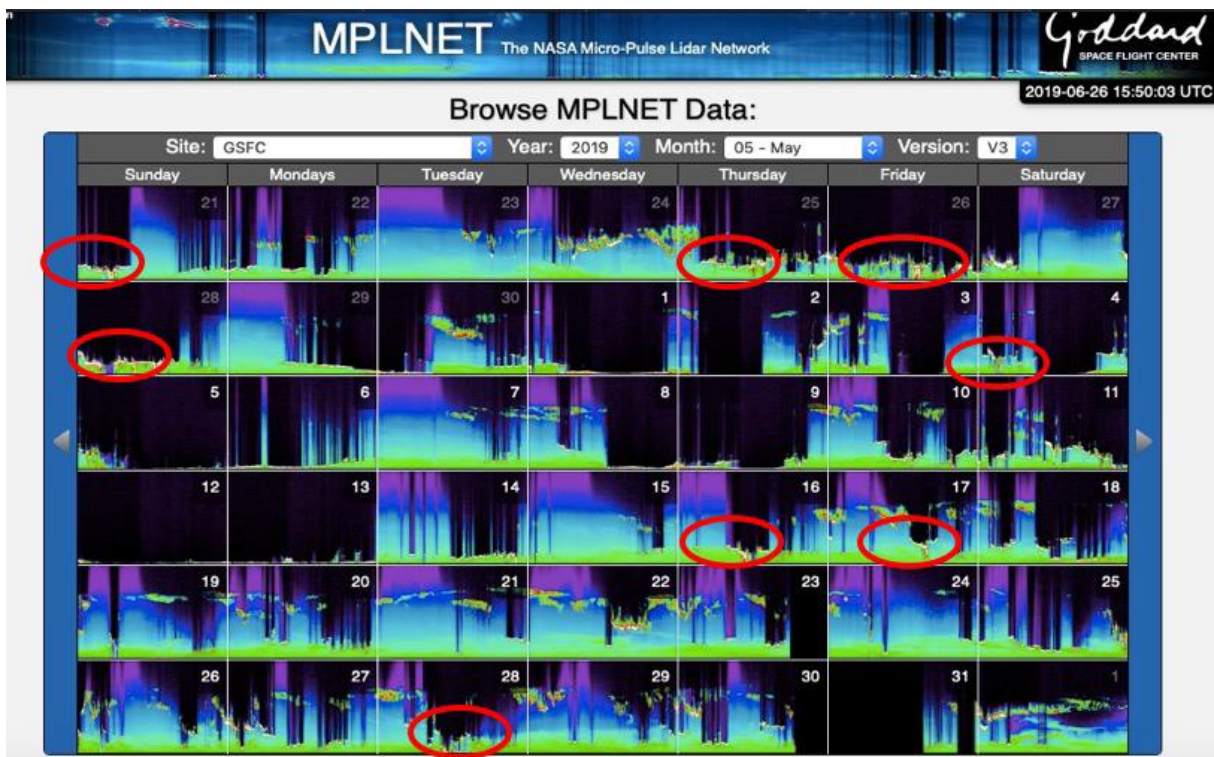 n
MPLNET The NASA Micro-Pulse Lidar Network
Goddard
SPACE FLIGHT CENTER
2019-06-26 15:50:03 UTC
Browse MPLNET Data:
Site: GSFC Year: 2019 Month: 05 - May Version: V3
Sunday Mondays Tuesday Wednesday Thursday Friday Saturday
21 22 23 24 25 26 27
28 29 30 1 2 3 4
5 6 7 8 9 10 11
12 13 14 15 16 17 18
19 20 21 22 23 24 25
26 27 28 29 30 31 1